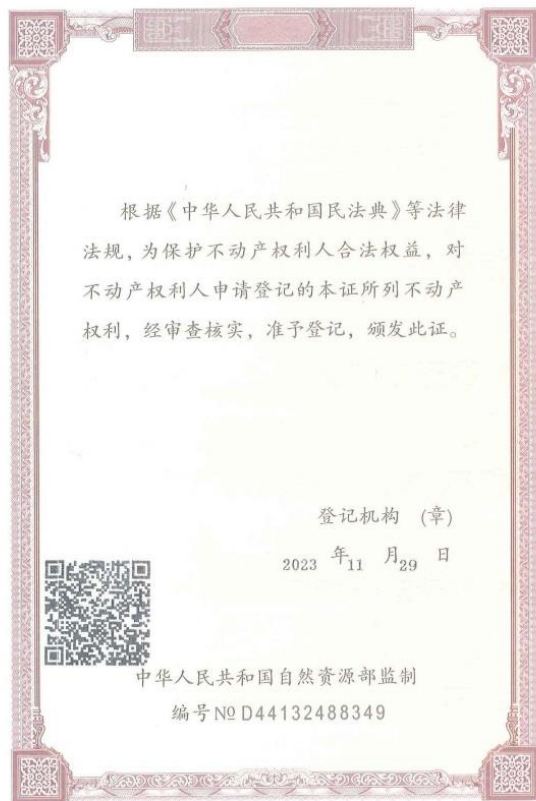 根据《中华人民共和国民法典》等法律
法规，为保护不动产权利人合法权益，对
不动产权利人申请登记的本证所列不动产
权利，经审查核实，准予登记，颁发此证。
登记机构 (章)
2023 年 11 月 29 日
中华人民共和国自然资源部监制
编号 № D44132488349